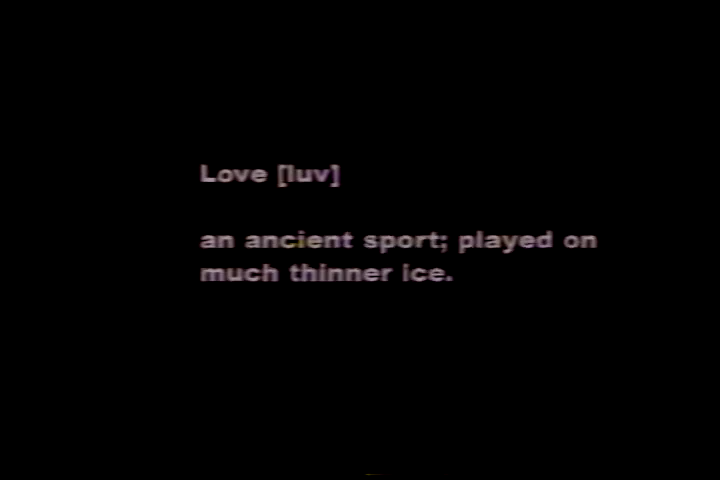 Love [luv]
an ancient sport; played on
much thinner ice.